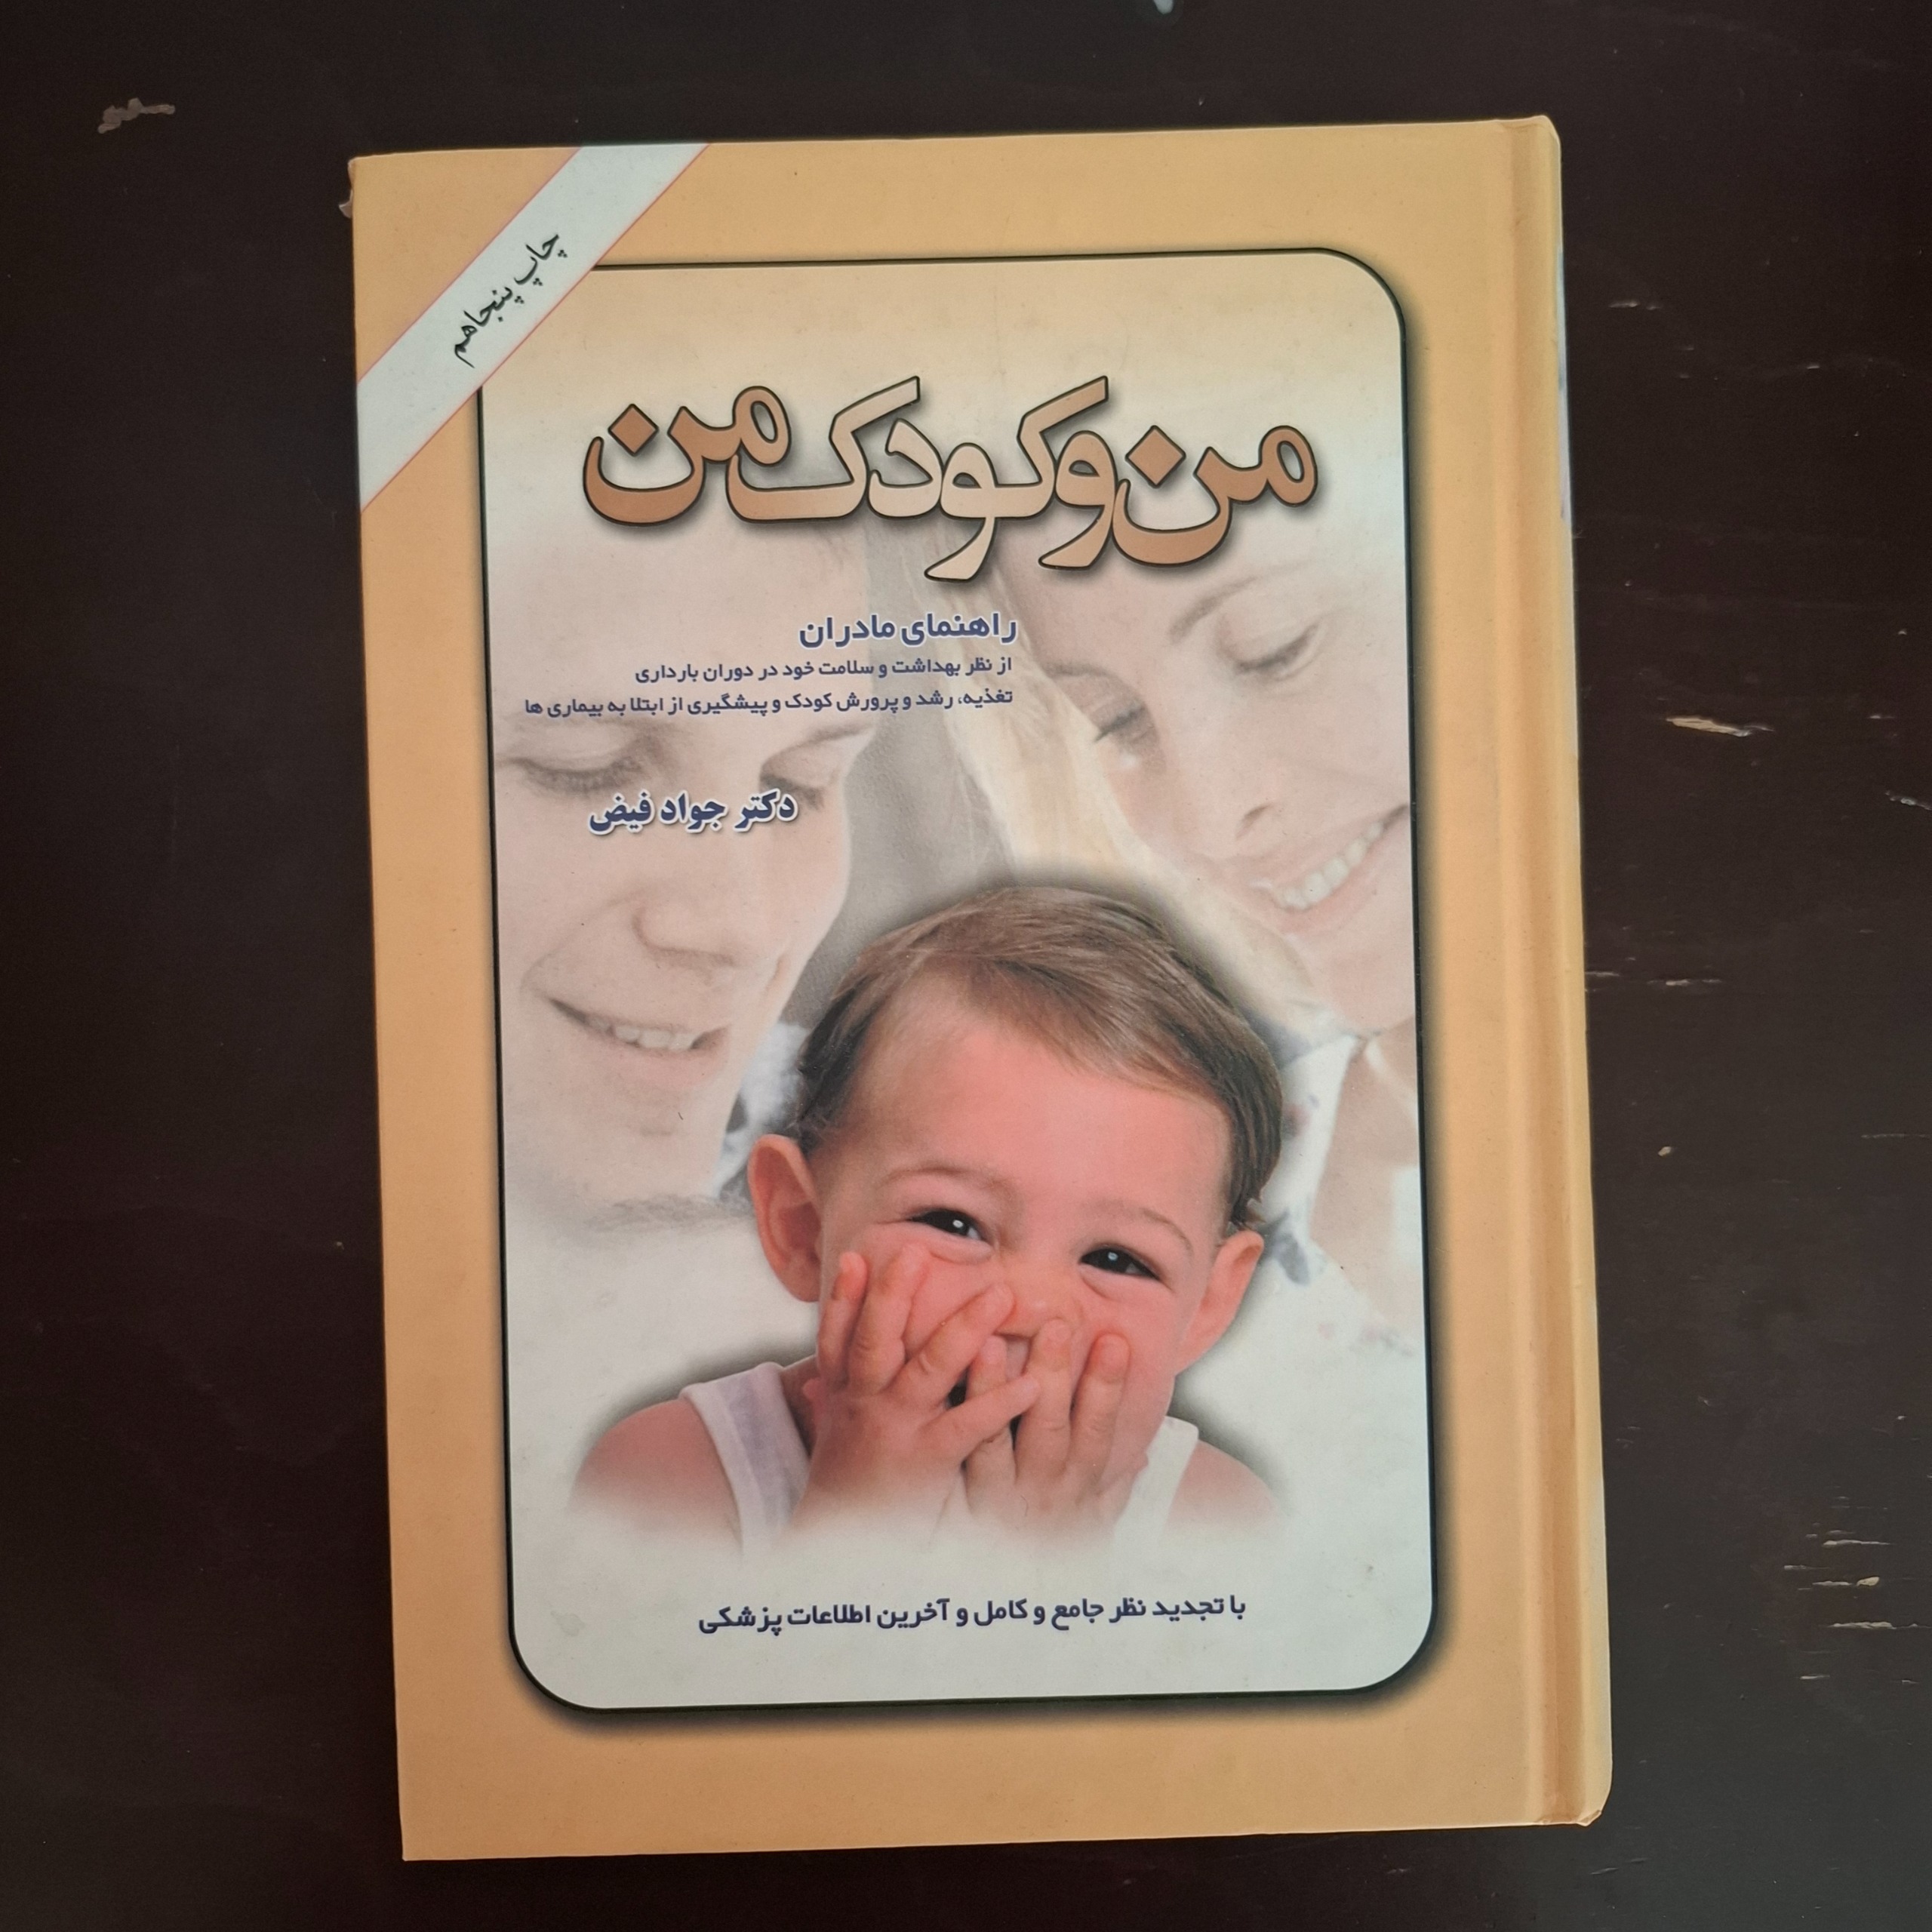 چاپ پنجاهم
من و کودک من
راهنمای مادران
از نظر بهداشت و سلامت خود در دوران بارداری
تغذیه، رشد و پرورش کودک و پیشگیری از ابتلا به بیماری ها
دکتر جواد فیض
با تجدید نظر جامع و کامل و آخرین اطلاعات پزشکی